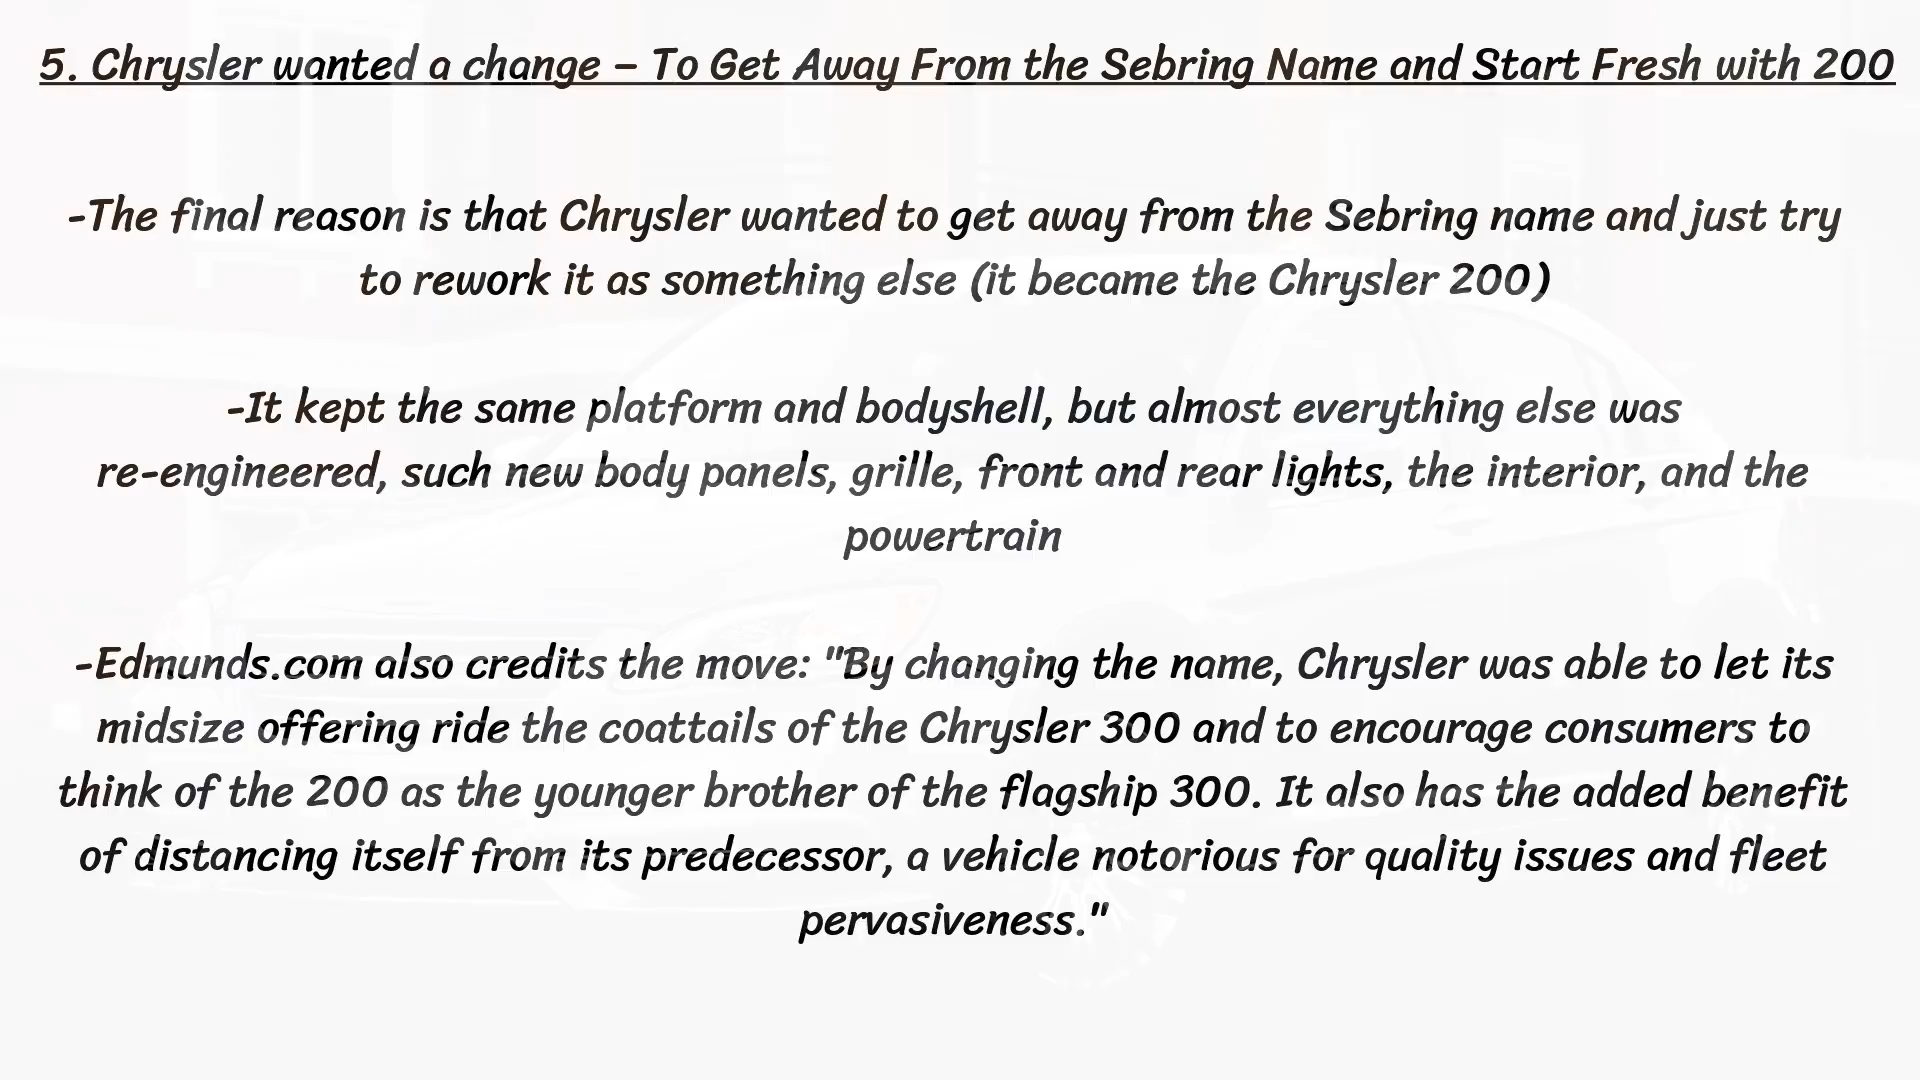 5. Chrysler wanted a change – To Get Away From the Sebring Name and Start Fresh with 200
-The final reason is that Chrysler wanted to get away from the Sebring name and just try
to rework it as something else (it became the Chrysler 200)
-It kept the same platform and bodyshell, but almost everything else was
re-engineered, such new body panels, grille, front and rear lights, the interior, and the
powertrain
-Edmunds.com also credits the move: "By changing the name, Chrysler was able to let its
midsize offering ride the coattails of the Chrysler 300 and to encourage consumers to
think of the 200 as the younger brother of the flagship 300. It also has the added benefit
of distancing itself from its predecessor, a vehicle notorious for quality issues and fleet
pervasiveness."